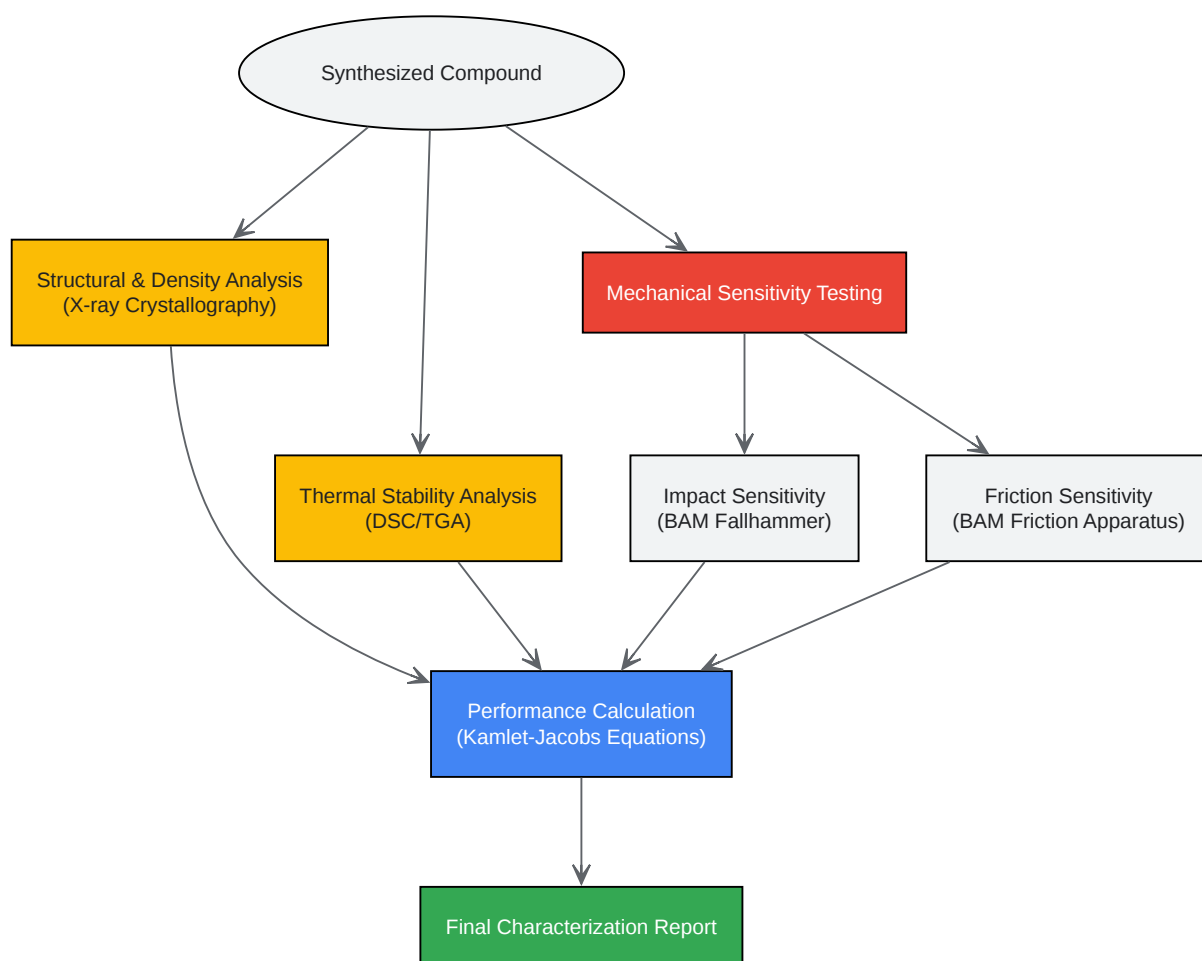 Synthesized Compound
Structural & Density Analysis
(X-ray Crystallography)
Mechanical Sensitivity Testing
Thermal Stability Analysis
(DSC/TGA)
Impact Sensitivity
(BAM Fallhammer)
Friction Sensitivity
(BAM Friction Apparatus)
Performance Calculation
(Kamlet-Jacobs Equations)
Final Characterization Report